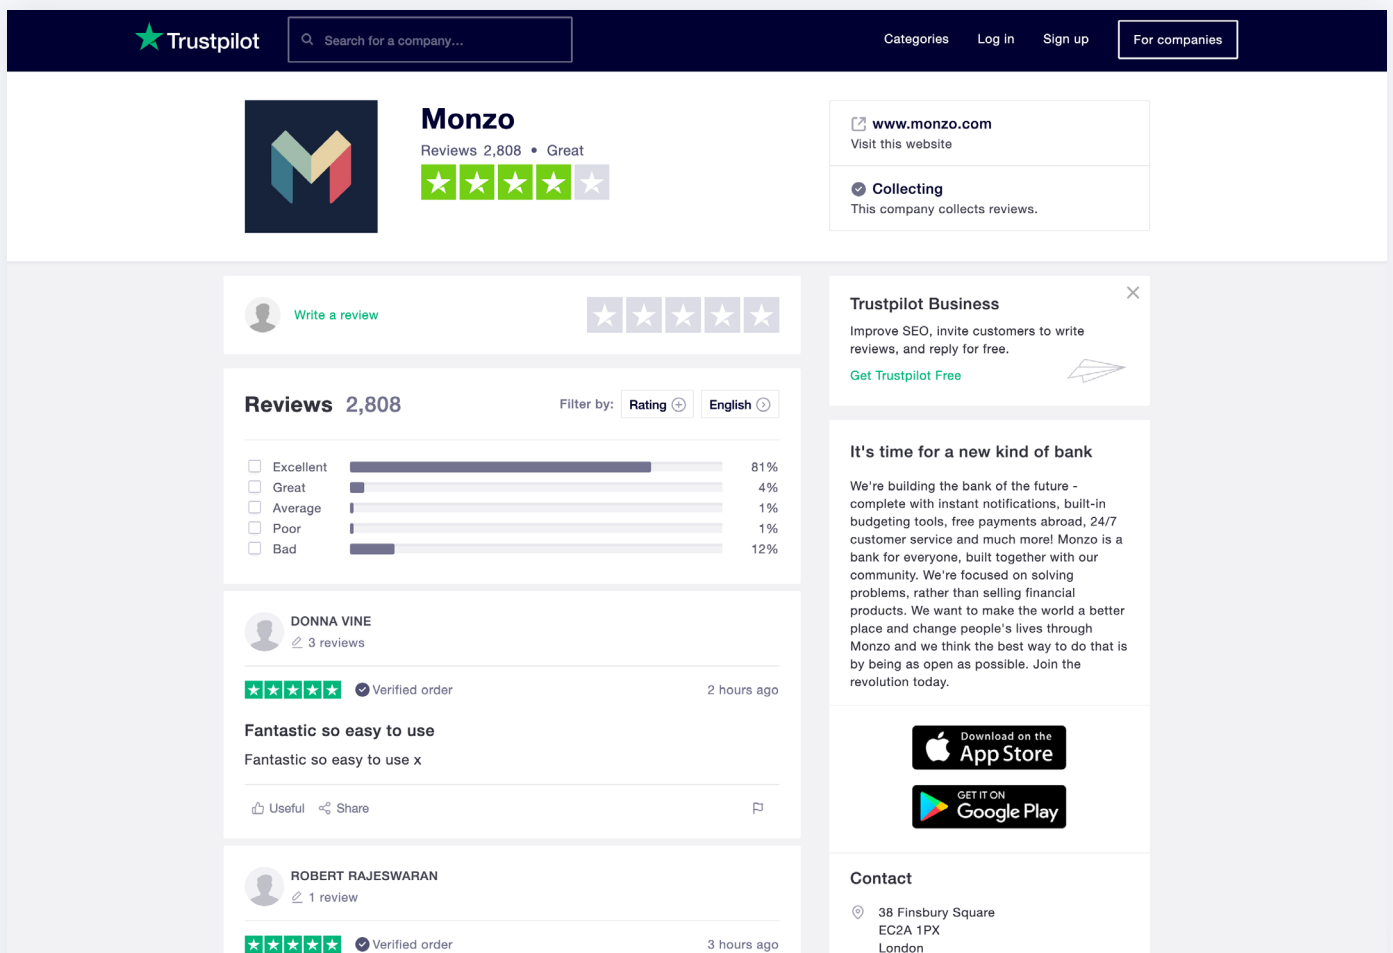 Trustpilot
Search for a company...
Categories
Log in
Sign up
For companies
Monzo
Reviews 2,808 • Great
www.monzo.com
Visit this website
Collecting
This company collects reviews.
Write a review
Reviews 2,808
Filter by:
Rating
English
Excellent 81%
Great 4%
Average 1%
Poor 1%
Bad 12%
DONNA VINE
3 reviews
Verified order
2 hours ago
Fantastic so easy to use
Fantastic so easy to use x
Useful
Share
ROBERT RAJESWARAN
1 review
Verified order
3 hours ago
Trustpilot Business
Improve SEO, invite customers to write
reviews, and reply for free.
Get Trustpilot Free
It's time for a new kind of bank
We're building the bank of the future -
complete with instant notifications, built-in
budgeting tools, free payments abroad, 24/7
customer service and much more! Monzo is a
bank for everyone, built together with our
community. We're focused on solving
problems, rather than selling financial
products. We want to make the world a better
place and change people's lives through
Monzo and we think the best way to do that is
by being as open as possible. Join the
revolution today.
Download on the
App Store
GET IT ON
Google Play
Contact
38 Finsbury Square
EC2A 1PX
London